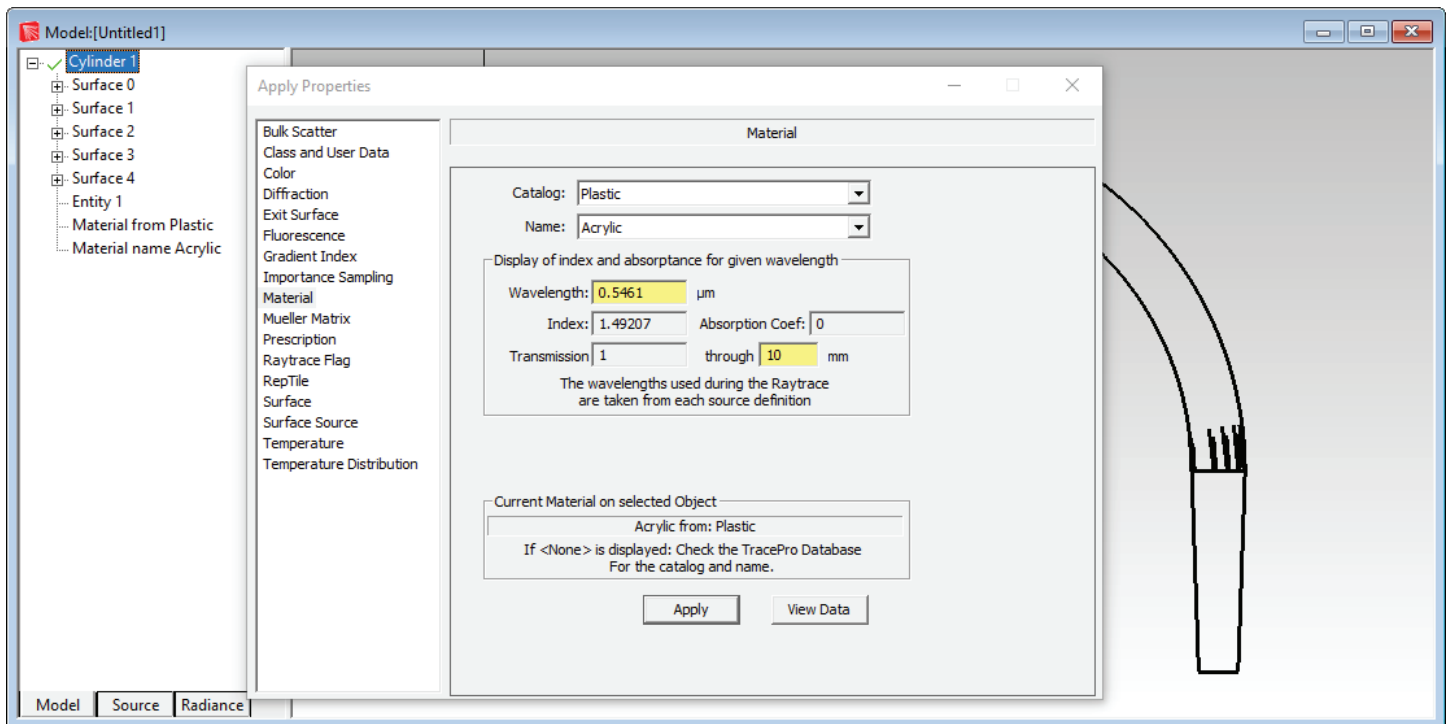 Model:[Untitled1]
Cylinder 1
Surface 0
Surface 1
Surface 2
Surface 3
Surface 4
Entity 1
Material from Plastic
Material name Acrylic
Model Source Radiance
Apply Properties
Bulk Scatter
Class and User Data
Color
Diffraction
Exit Surface
Fluorescence
Gradient Index
Importance Sampling
Material
Mueller Matrix
Prescription
Raytrace Flag
RepTile
Surface
Surface Source
Temperature
Temperature Distribution
Material
Catalog: Plastic
Name: Acrylic
Display of index and absorptance for given wavelength
Wavelength: 0.5461 µm
Index: 1.49207 Absorption Coef: 0
Transmission 1 through 10 mm
The wavelengths used during the Raytrace
are taken from each source definition
Current Material on selected Object
Acrylic from: Plastic
If <None> is displayed: Check the TracePro Database
For the catalog and name.
Apply View Data